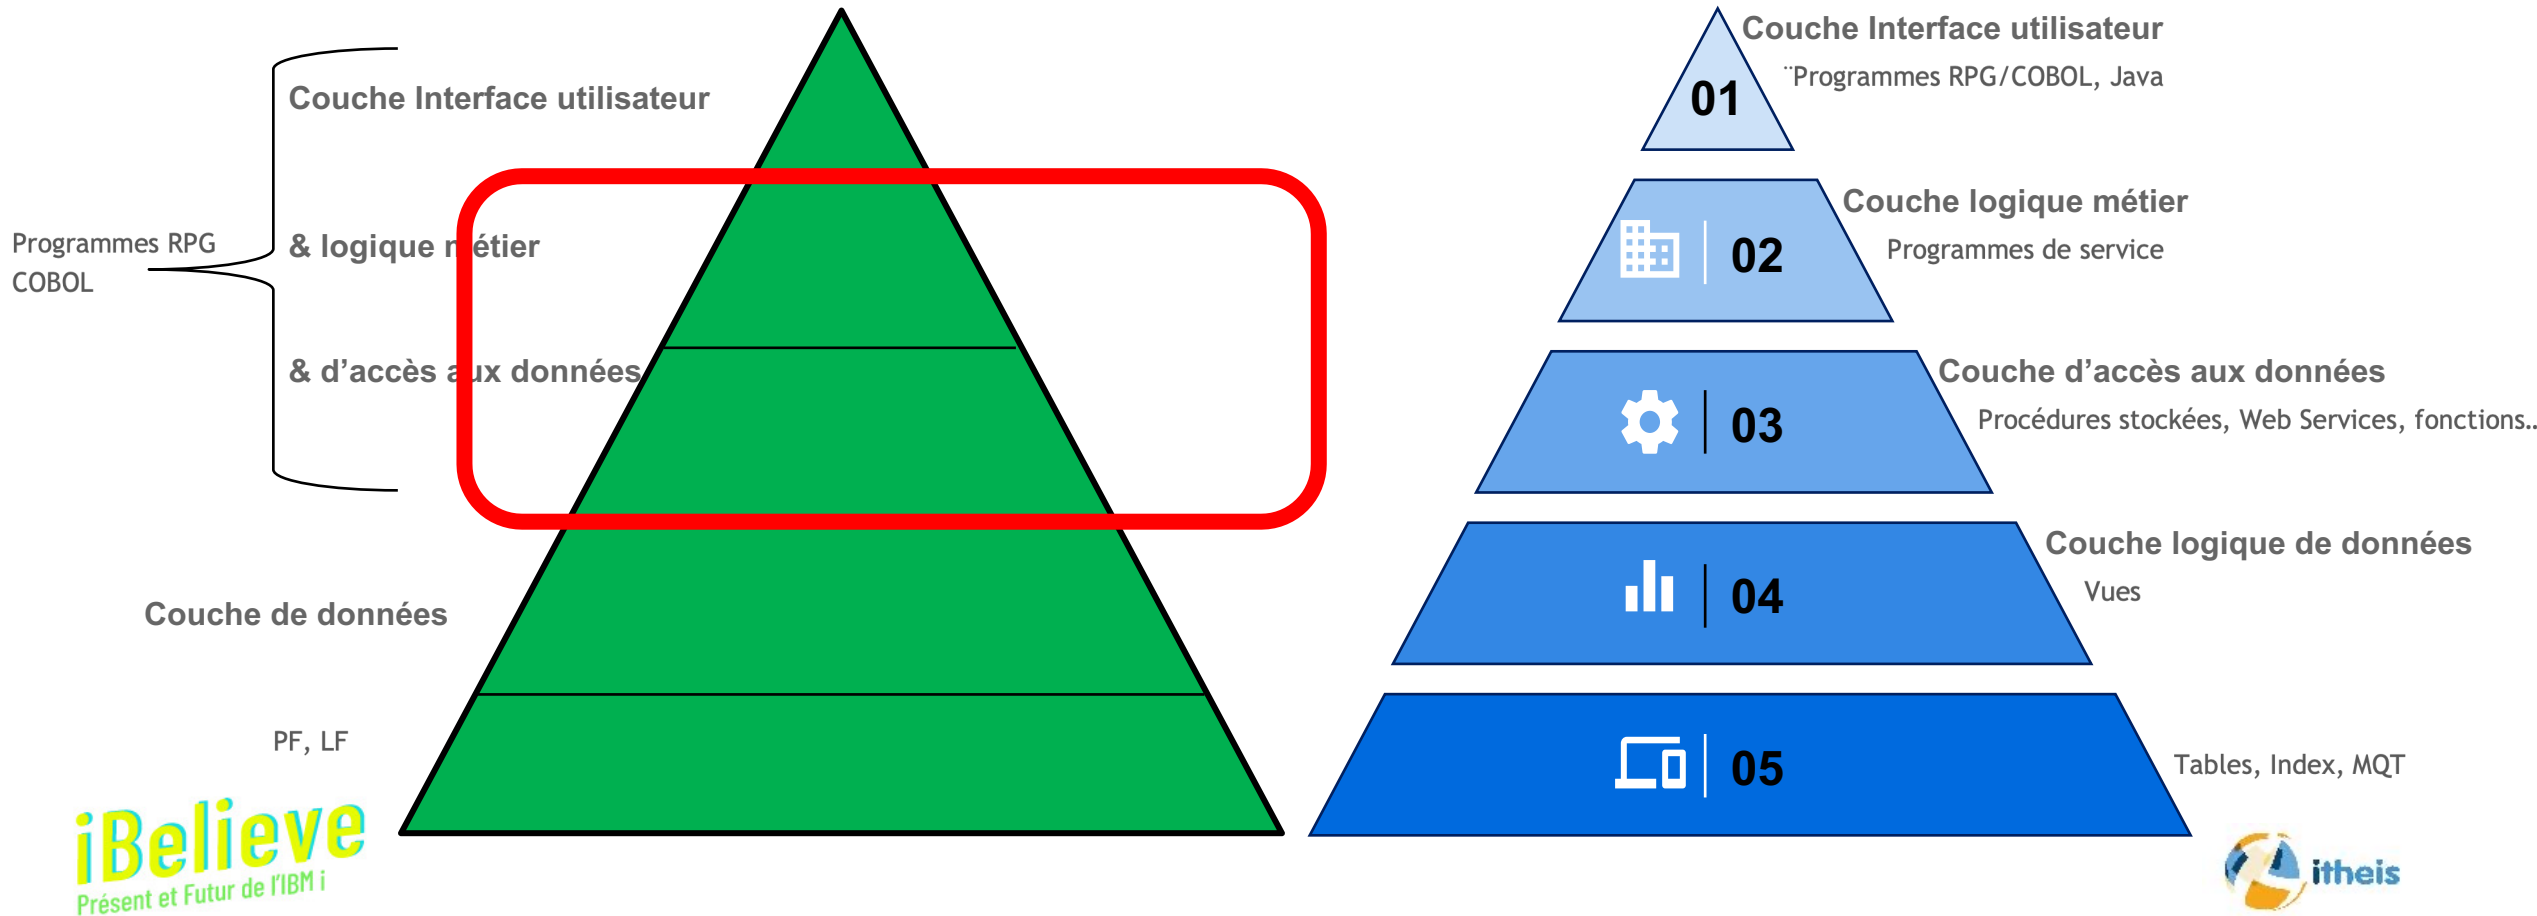 Couche Interface utilisateur
& logique métier
& d’accès aux données
Programmes RPG
COBOL
Couche de données
PF, LF
iBelieve
Présent et Futur de l'IBM i
Couche Interface utilisateur
¨Programmes RPG/COBOL, Java
01
Couche logique métier
Programmes de service
02
Couche d’accès aux données
Procédures stockées, Web Services, fonctions..
03
Couche logique de données
Vues
04
05
Tables, Index, MQT
itheis